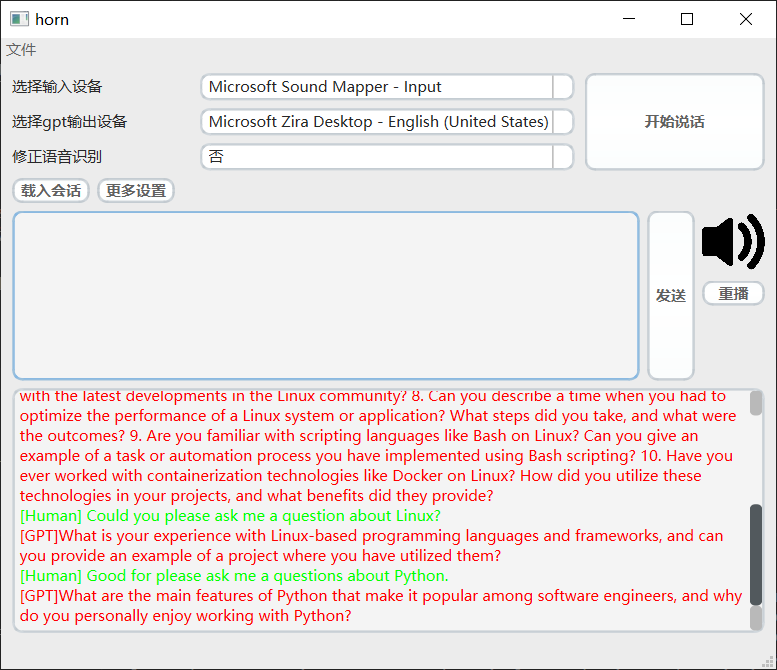 horn
文件
选择输入设备
Microsoft Sound Mapper - Input
开始说话
选择gpt输出设备
Microsoft Zira Desktop - English (United States)
修正语音识别
否
载入会话
更多设置
发送
重播
with the latest developments in the Linux community? 8. Can you describe a time when you had to
optimize the performance of a Linux system or application? What steps did you take, and what were
the outcomes? 9. Are you familiar with scripting languages like Bash on Linux? Can you give an
example of a task or automation process you have implemented using Bash scripting? 10. Have you
ever worked with containerization technologies like Docker on Linux? How did you utilize these
technologies in your projects, and what benefits did they provide?
[Human] Could you please ask me a question about Linux?
[GPT]What is your experience with Linux-based programming languages and frameworks, and can
you provide an example of a project where you have utilized them?
[Human] Good for please ask me a questions about Python.
[GPT]What are the main features of Python that make it popular among software engineers, and why
do you personally enjoy working with Python?